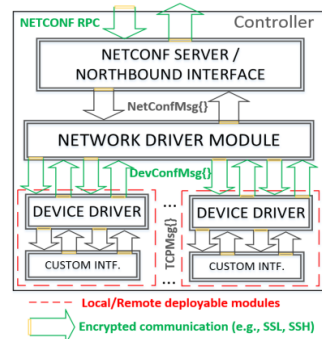 Controller
NETCONF RPC
NETCONF SERVER /
NORTHBOUND INTERFACE
NetConfMsg{}
NETWORK DRIVER MODULE
DevConfMsg{}
DEVICE DRIVER
...
DEVICE DRIVER
TCPMsg{}
CUSTOM INTF.
...
CUSTOM INTF.
Local/Remote deployable modules
Encrypted communication (e.g., SSL, SSH)